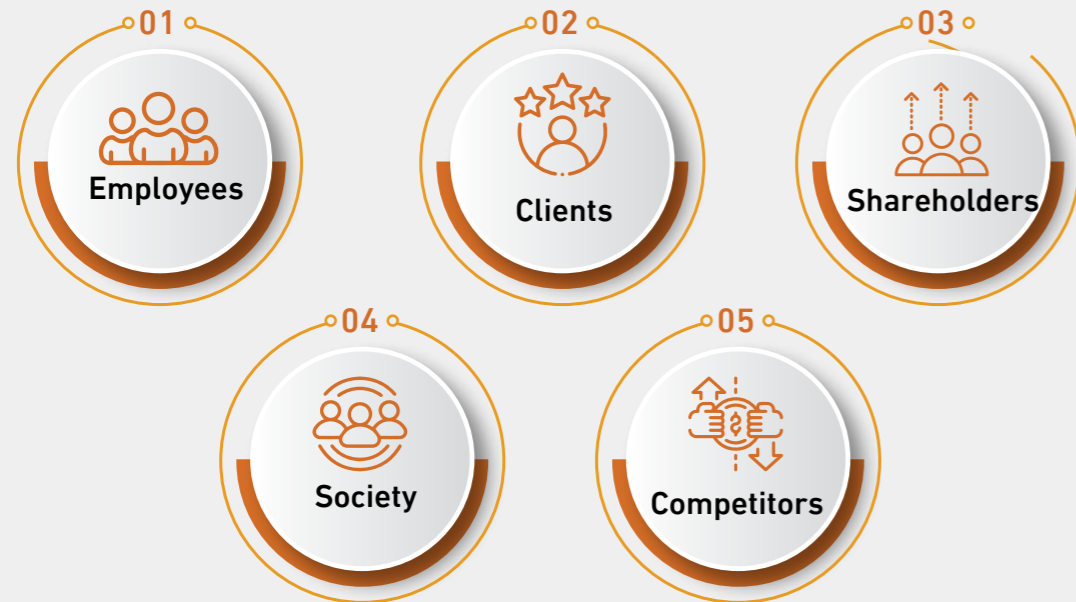 01
Employees
02
Clients
03
Shareholders
04
Society
05
Competitors